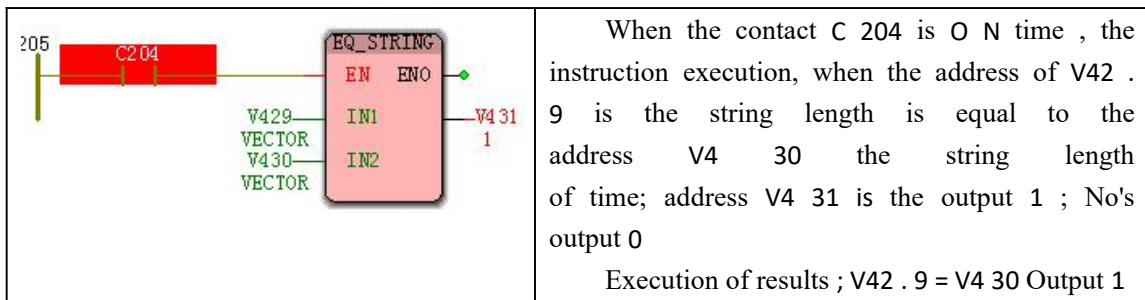 205
C204
EQ_STRING
EN ENO
V429 IN1 V431
VECTOR 1
V430 IN2
VECTOR
When the contact C 204 is O N time , the
instruction execution, when the address of V42 .
9 is the string length is equal to the
address V4 30 the string length
of time; address V4 31 is the output 1 ; No's
output 0
Execution of results ; V42 . 9 = V4 30 Output 1